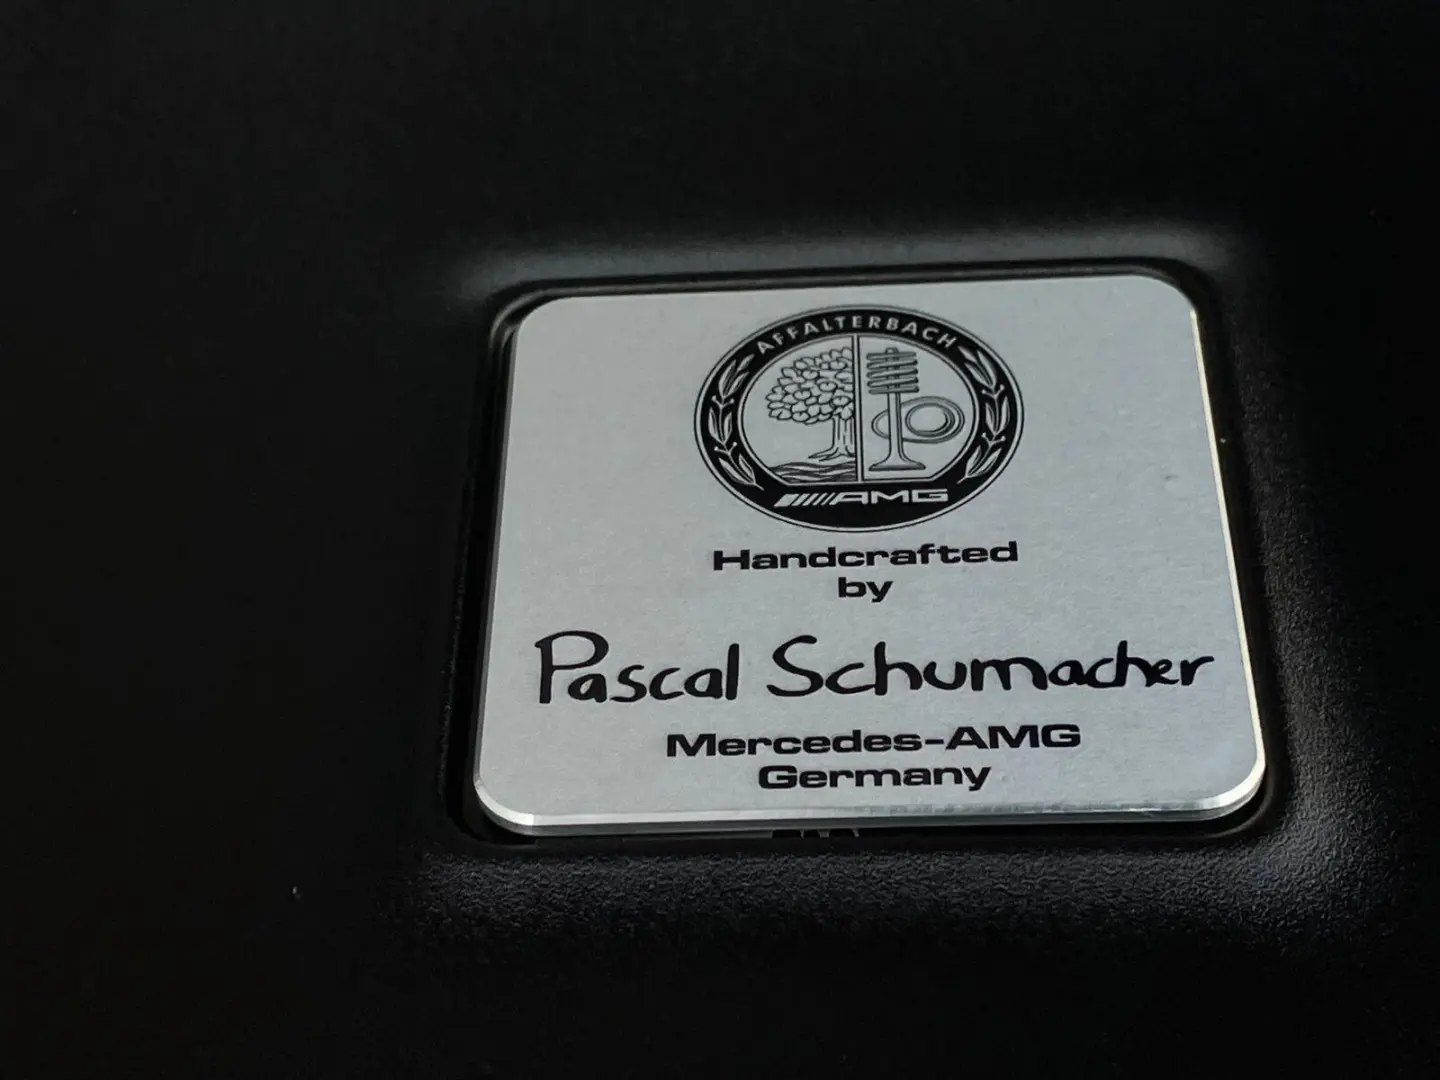 AFFALTERBACH
AMG
Handcrafted
by
Pascal Schumacher
Mercedes-AMG
Germany